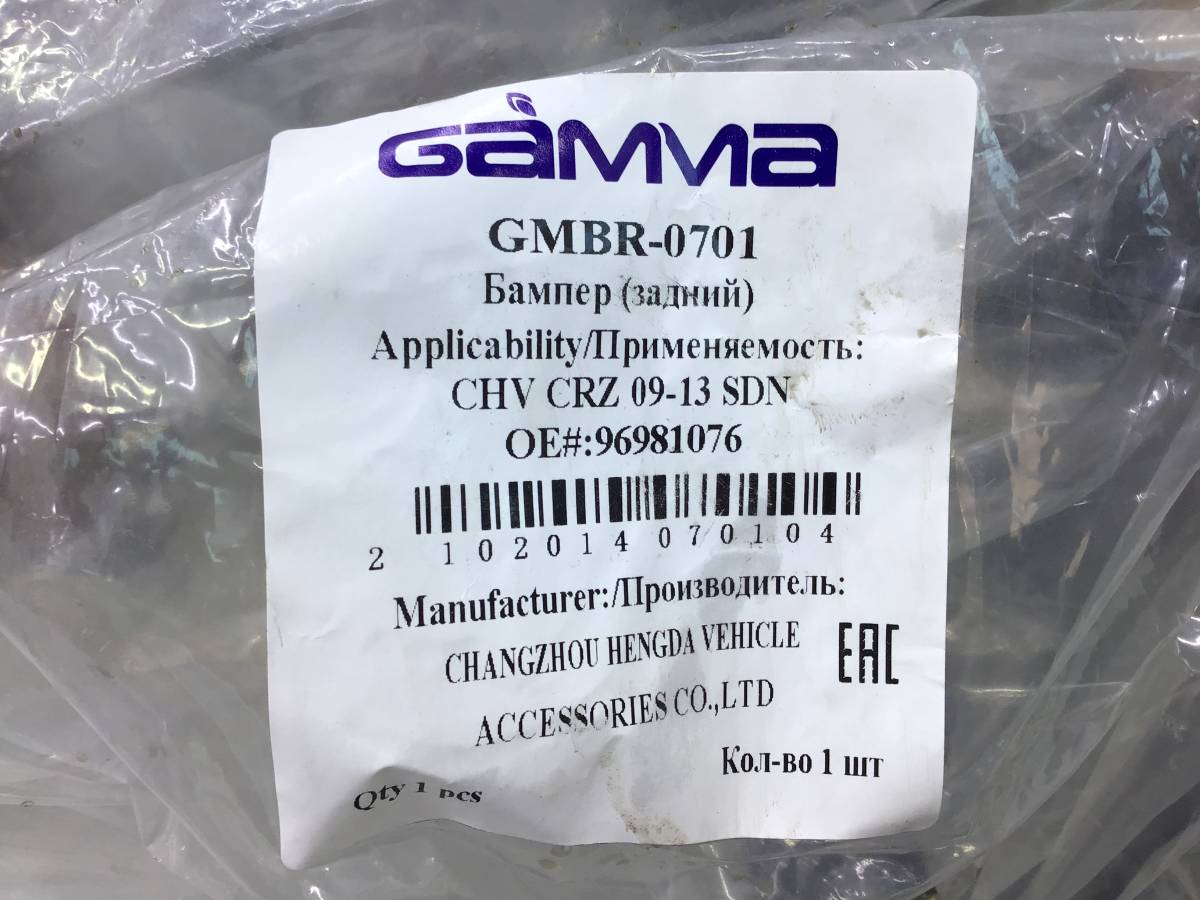 GAMMA
GMBR-0701
Бампер (задний)
Applicability/Применяемость:
CHV CRZ 09-13 SDN
OE#:96981076
2 102014 070104
Manufacturer:/Производитель:
CHANGZHOU HENGDA VEHICLE
EAC
ACCESSORIES CO.,LTD
Кол-во 1 шт
Qty 1 pcs